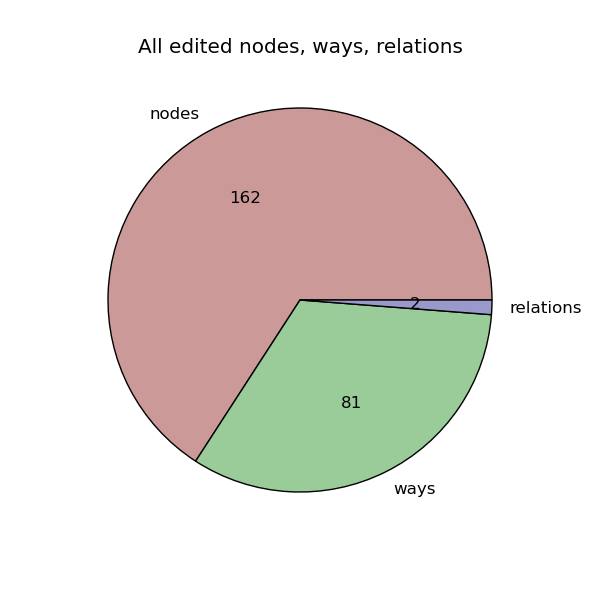 All edited nodes, ways, relations
nodes
162
2
relations
81
ways